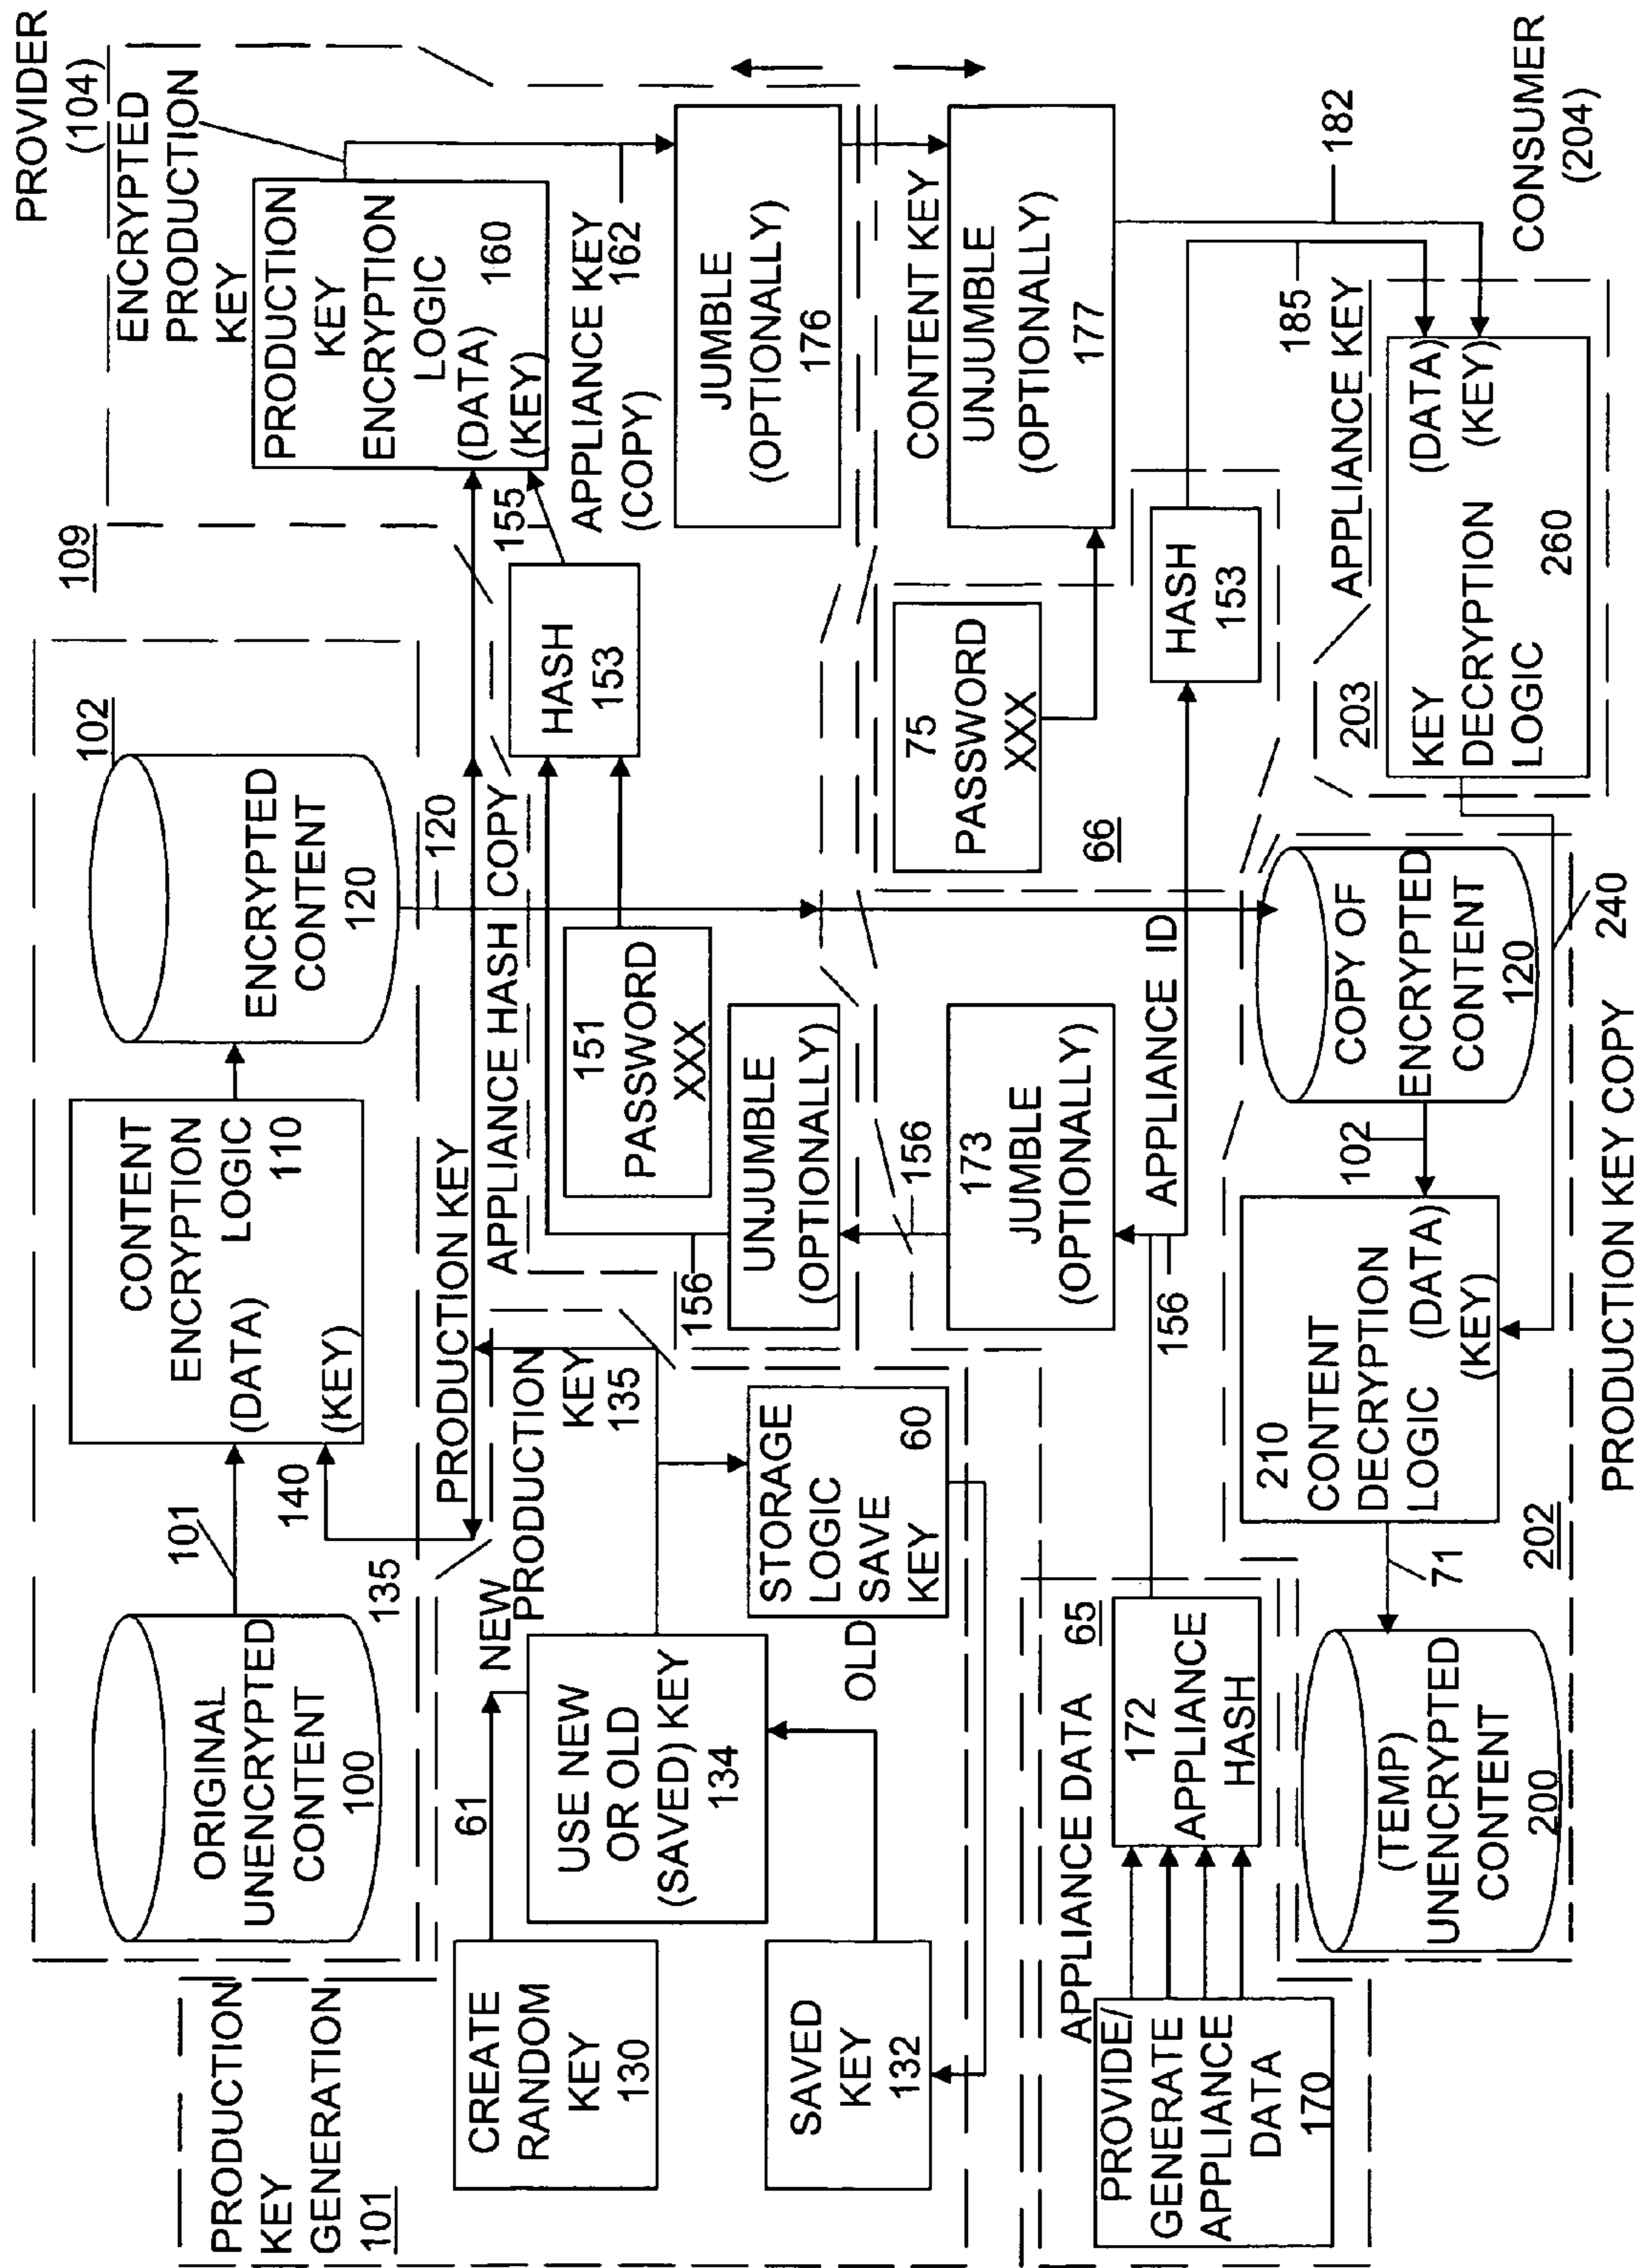 PROVIDER
(104)
109
ENCRYPTED
PRODUCTION
KEY
102
ORIGINAL
UNENCRYPTED
CONTENT
100
101
CONTENT
ENCRYPTION
LOGIC
110
(DATA)
(KEY)
140
135
ENCRYPTED
CONTENT
120
120
PRODUCTION
KEY
ENCRYPTION
LOGIC
(DATA)
160
(KEY)
PRODUCTION
KEY
GENERATION
101
PRODUCTION KEY
APPLIANCE HASH COPY
155
APPLIANCE KEY
(COPY)
162
CREATE
RANDOM
KEY
130
61
NEW
PRODUCTION
KEY
135
USE NEW
OR OLD
(SAVED) KEY
134
151
PASSWORD
XXX
HASH
153
JUMBLE
(OPTIONALLY)
176
SAVED
KEY
132
OLD
STORAGE
LOGIC
60
SAVE
KEY
156
UNJUMBLE
(OPTIONALLY)
156
CONTENT KEY
APPLIANCE DATA
65
173
JUMBLE
(OPTIONALLY)
75
PASSWORD
XXX
66
UNJUMBLE
(OPTIONALLY)
177
PROVIDE/
GENERATE
APPLIANCE
DATA
170
172
APPLIANCE
HASH
156
APPLIANCE ID
HASH
153
185
182
APPLIANCE KEY
(TEMP)
UNENCRYPTED
CONTENT
200
71
210
CONTENT
DECRYPTION
LOGIC
(DATA)
(KEY)
102
COPY OF
ENCRYPTED
CONTENT
120
203
KEY
DECRYPTION
LOGIC
(DATA)
(KEY)
260
202
PRODUCTION KEY COPY
240
CONSUMER
(204)